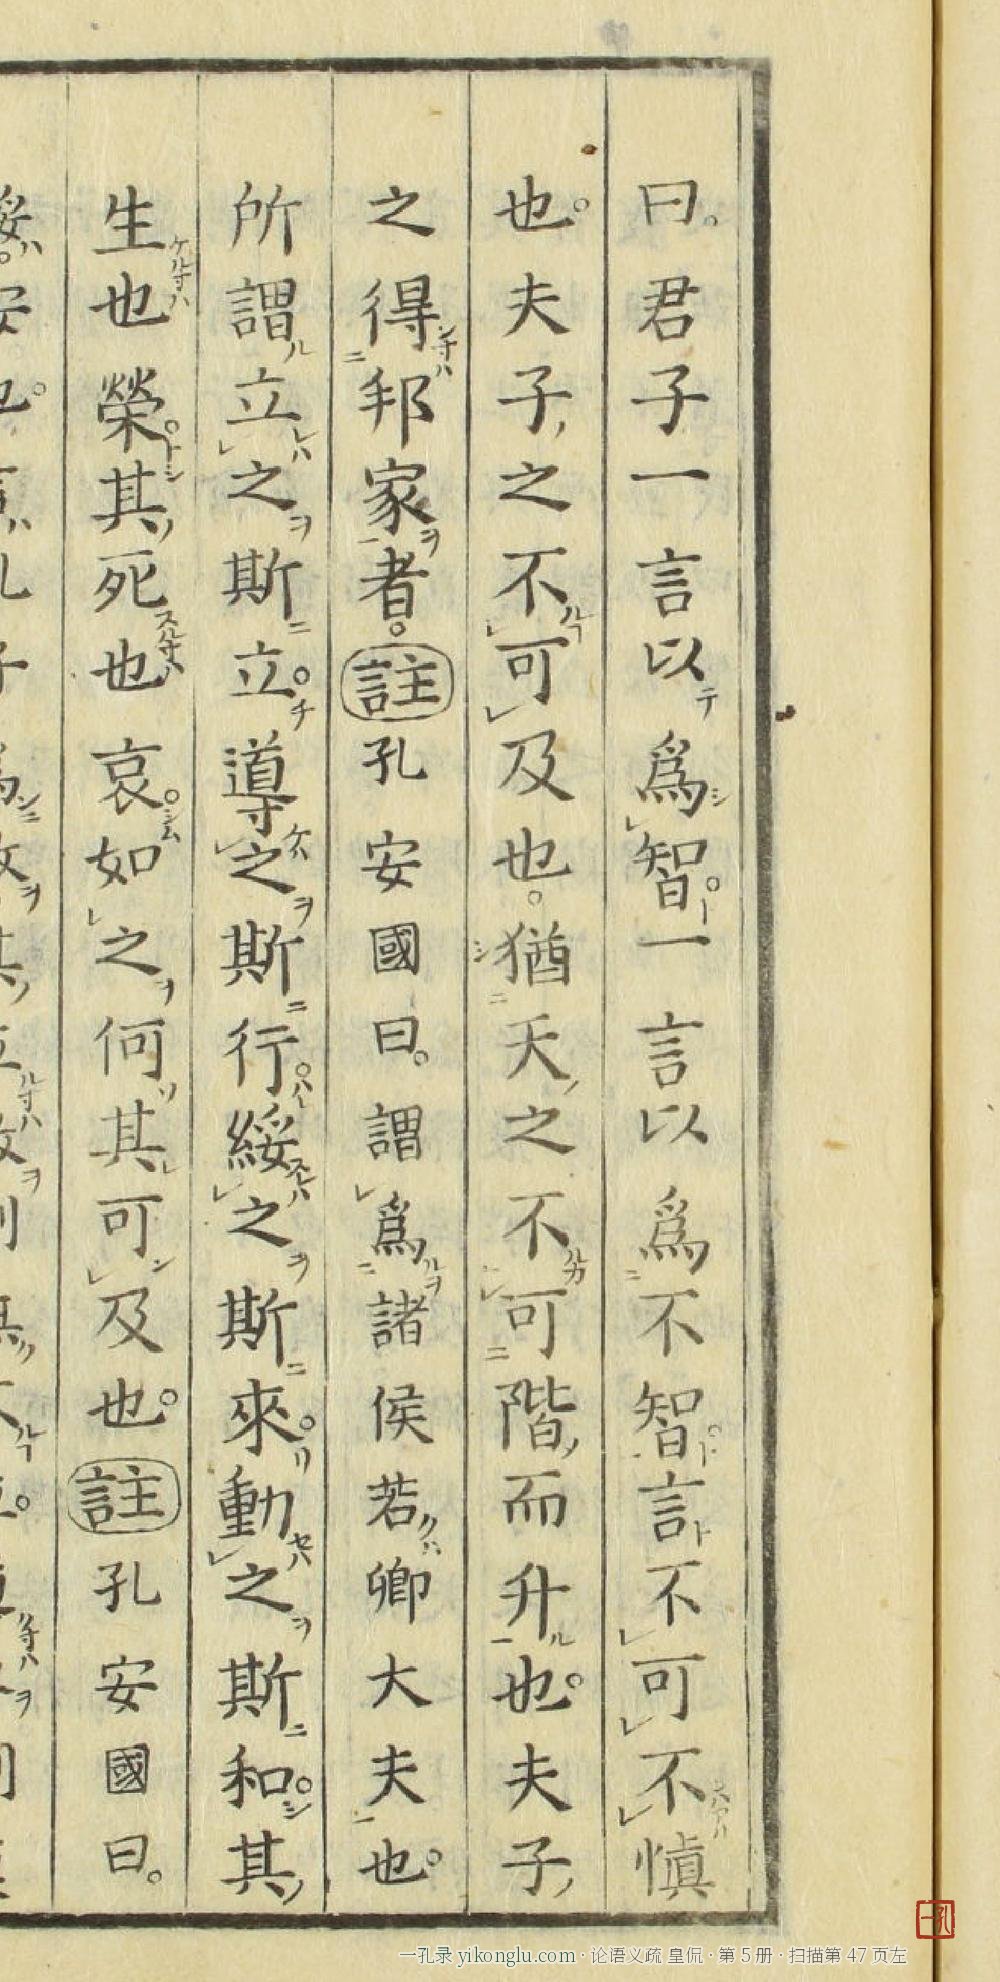 曰君子一言以爲智一言以爲不智言不可不愼
也夫子之不可及也猶天之不可階而升也夫子
之得邦家者註孔安國曰謂爲諸侯若卿大夫也
所謂立之斯立導之斯行綏之斯來動之斯和其
生也榮其死也哀如之何其可及也註孔安國曰
一孔录 yikonglu.com · 论语义疏 皇侃 · 第 5 册 · 扫描第 47 页左